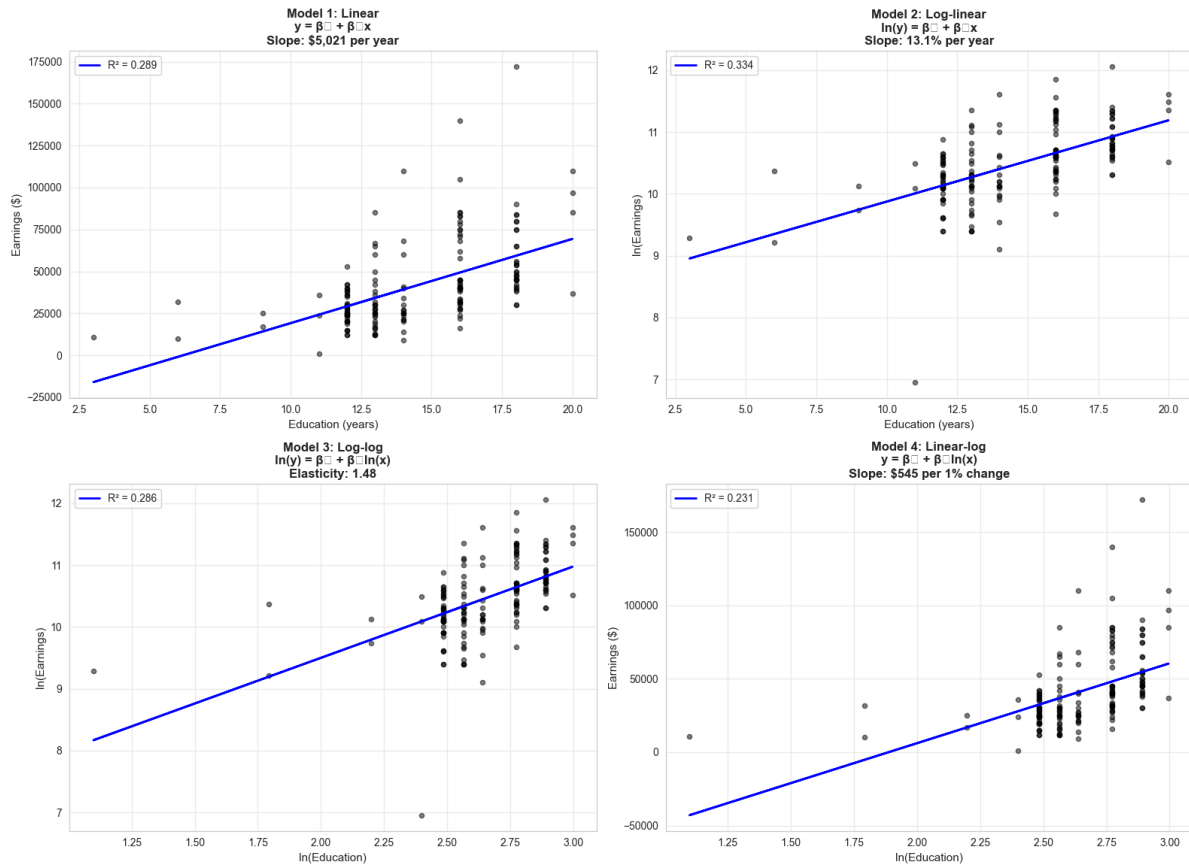 Model 1: Linear
y = β□ + β□x
Slope: $5,021 per year
R² = 0.289
175000
150000
125000
100000
75000
50000
25000
0
−25000
Earnings ($)
2.5 5.0 7.5 10.0 12.5 15.0 17.5 20.0
Education (years)
Model 2: Log-linear
ln(y) = β□ + β□x
Slope: 13.1% per year
R² = 0.334
12
11
10
9
8
7
ln(Earnings)
2.5 5.0 7.5 10.0 12.5 15.0 17.5 20.0
Education (years)
Model 3: Log-log
ln(y) = β□ + β□ln(x)
Elasticity: 1.48
R² = 0.286
12
11
10
9
8
7
ln(Earnings)
1.25 1.50 1.75 2.00 2.25 2.50 2.75 3.00
ln(Education)
Model 4: Linear-log
y = β□ + β□ln(x)
Slope: $545 per 1% change
R² = 0.231
150000
100000
50000
0
−50000
Earnings ($)
1.25 1.50 1.75 2.00 2.25 2.50 2.75 3.00
ln(Education)